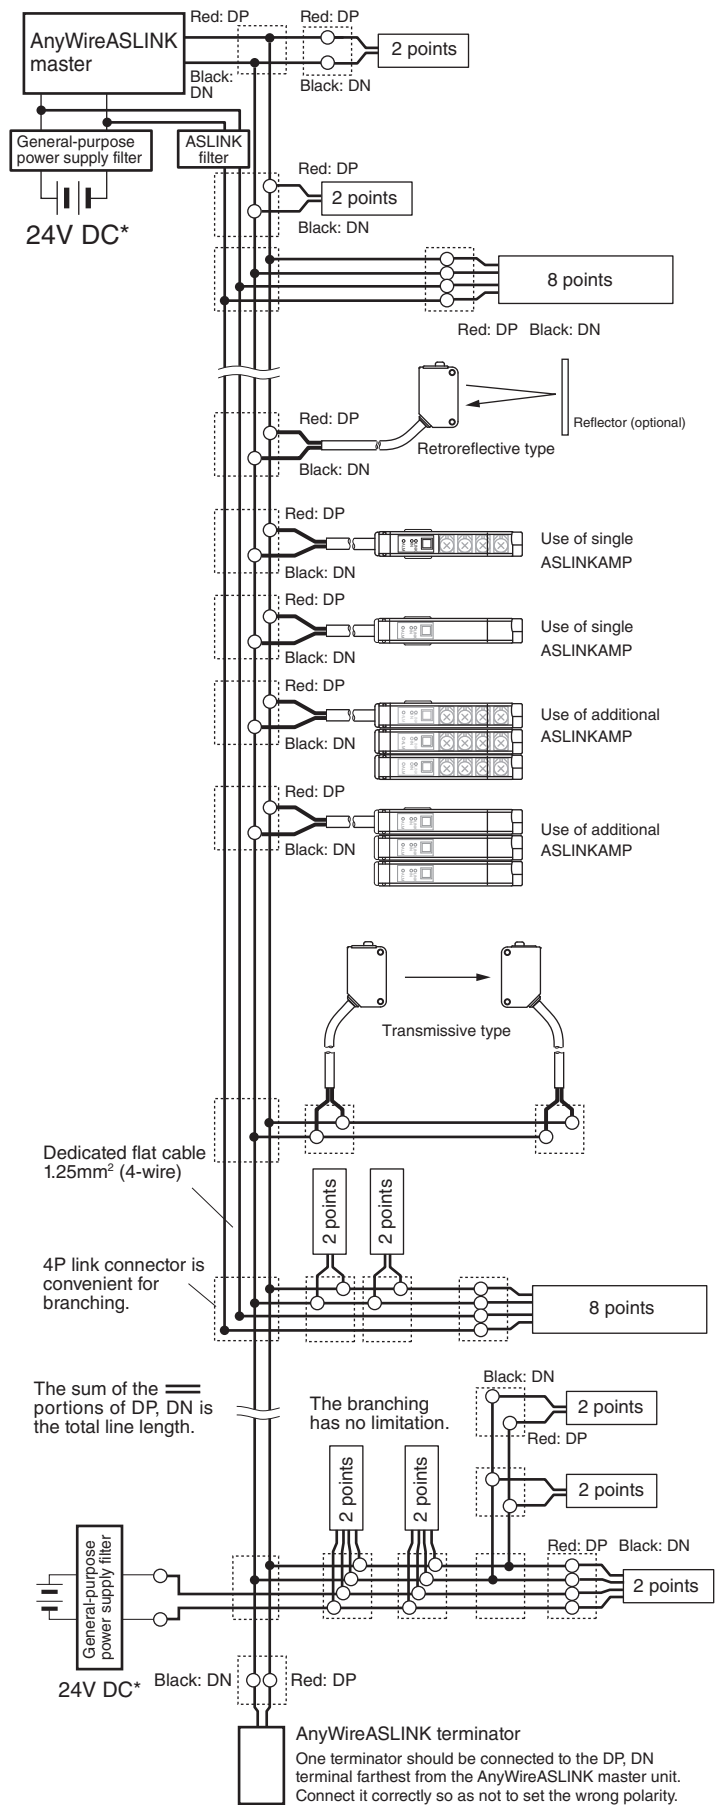 Red: DP
Red: DP
AnyWireASLINK
master
2 points
Black:
DN
Black: DN
General-purpose
power supply filter
ASLINK
filter
Red: DP
2 points
24V DC*
Black: DN
8 points
Red: DP Black: DN
Red: DP
Reflector (optional)
Retroreflective type
Black: DN
Red: DP
Use of single
ASLINKAMP
Black: DN
Red: DP
Use of single
ASLINKAMP
Black: DN
Red: DP
Use of additional
ASLINKAMP
Black: DN
Red: DP
Use of additional
ASLINKAMP
Black: DN
Transmissive type
Dedicated flat cable
1.25mm² (4-wire)
2 points
2 points
4P link connector is
convenient for
branching.
8 points
The sum of the
portions of DP, DN is
the total line length.
The branching
has no limitation.
Black: DN
2 points
Red: DP
2 points
2 points
2 points
General-purpose
power supply filter
Red: DP Black: DN
2 points
24V DC*
Black: DN
Red: DP
AnyWireASLINK terminator
One terminator should be connected to the DP, DN
terminal farthest from the AnyWireASLINK master unit.
Connect it correctly so as not to set the wrong polarity.